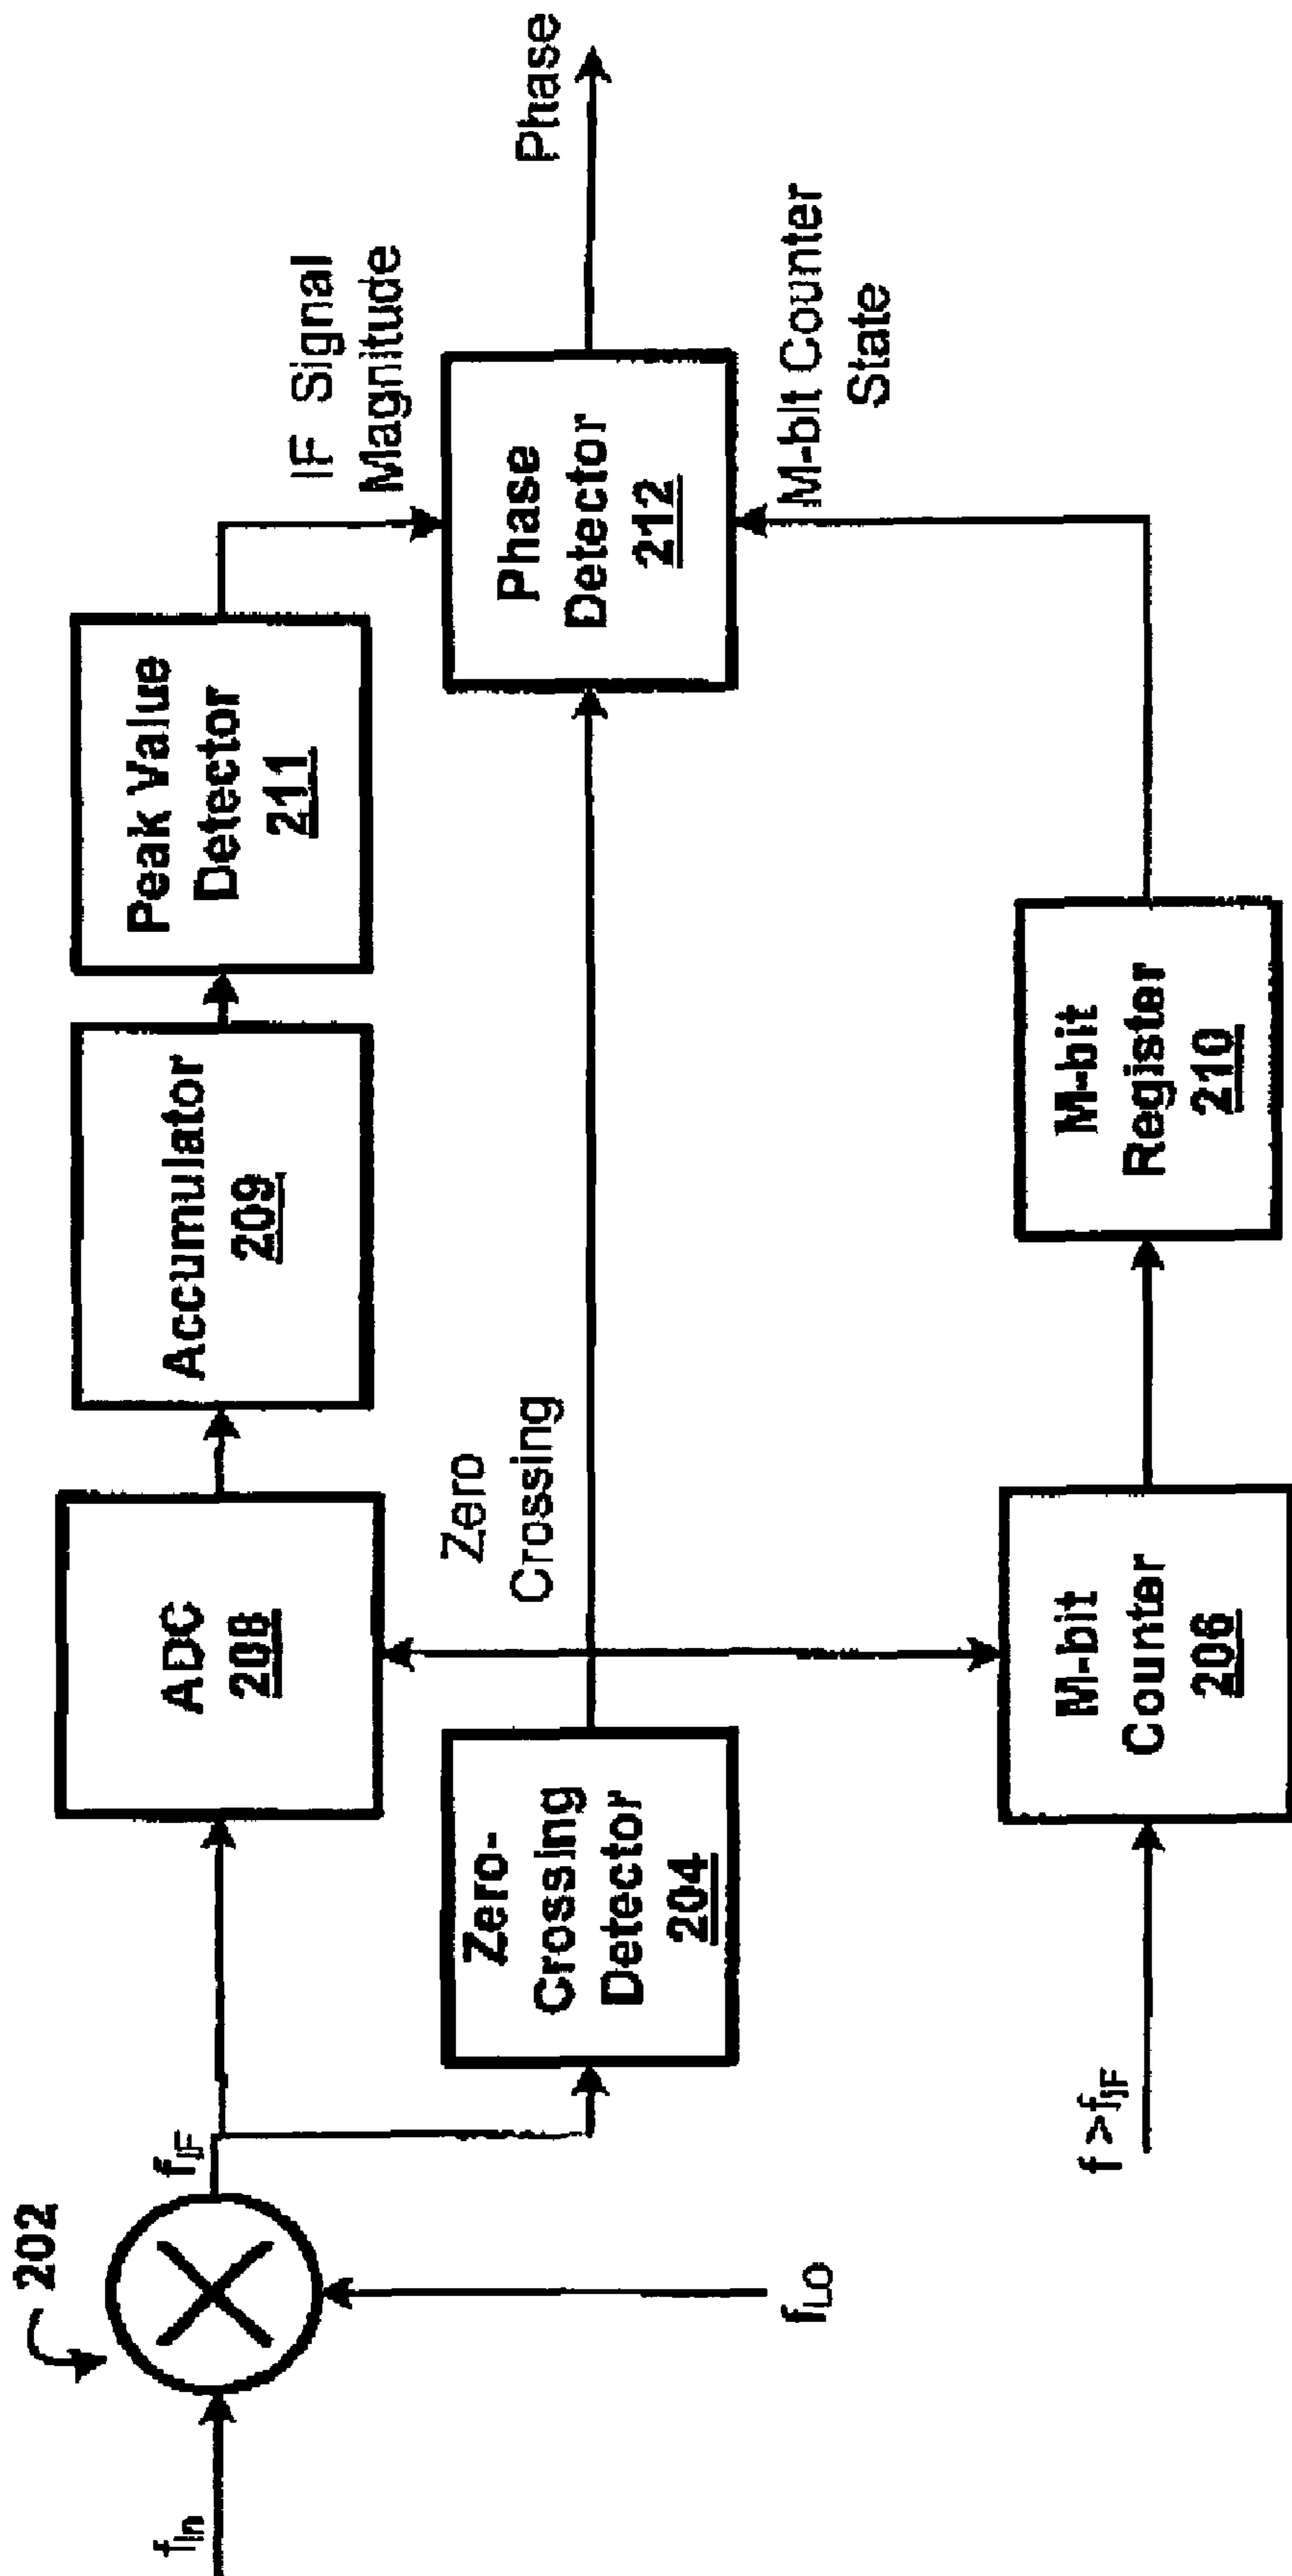 202
f_In
f_IF
f_LO
ADC
208
Accumulator
209
Peak Value
Detector
211
IF Signal
Magnitude
Zero-
Crossing
Detector
204
Zero
Crossing
Phase
Detector
212
Phase
f >f_IF
M-bit
Counter
206
M-bit
Register
210
M-bit Counter
State